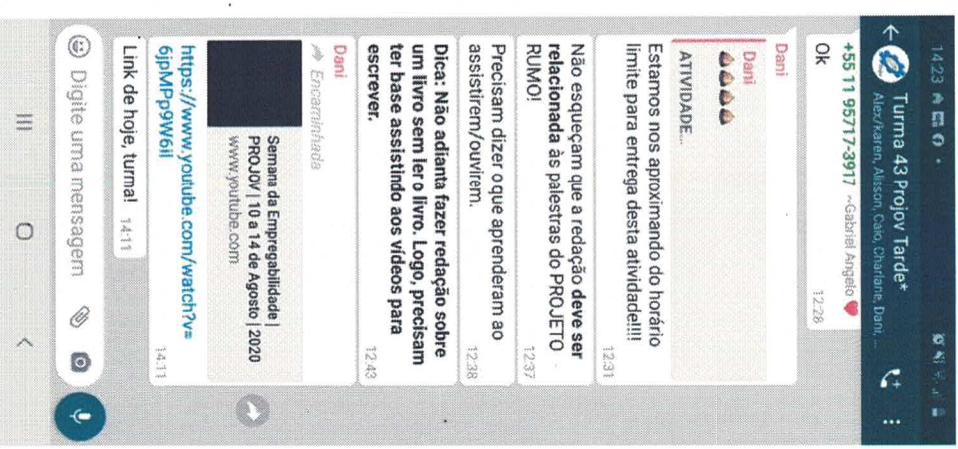 14:23
Turma 43 Projov Tarde*
Alex/karen, Alisson, Caio, Charlane, Dani, ...
+55 11 95717-3917 ~Gabriel Angelo
Ok
12:28
Dani
Dani
ATIVIDADE...
Estamos nos aproximando do horário
limite para entrega desta atividade!!!!
12:31
Não esqueçam que a redação deve ser
relacionada às palestras do PROJETO
RUMO!
12:37
Precisam dizer o que aprenderam ao
assistirem/ouvirem.
12:38
Dica: Não adianta fazer redação sobre
um livro sem ler o livro. Logo, precisam
ter base assistindo aos vídeos para
escrever.
12:43
Dani
Encaminhada
Semana da Empregabilidade |
PROJOV | 10 a 14 de Agosto | 2020
www.youtube.com
https://www.youtube.com/watch?v=
6jpMPp9W6iI
14:11
Link de hoje, turma! 14:11
Digite uma mensagem